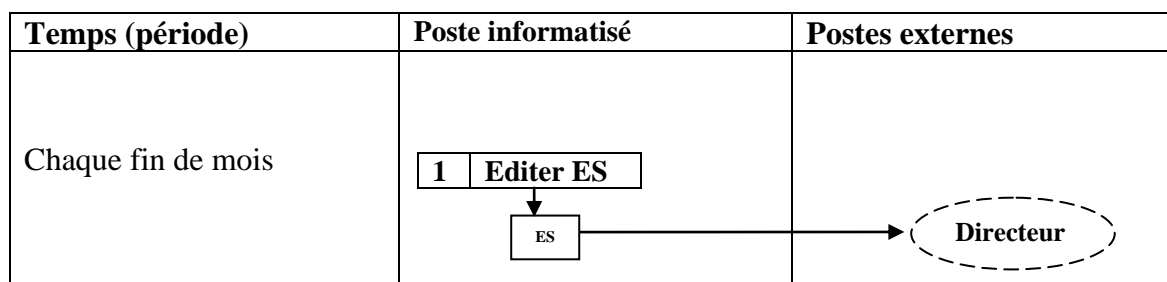 Temps (période) Poste informatisé Postes externes
Chaque fin de mois
1 Editer ES
ES
Directeur